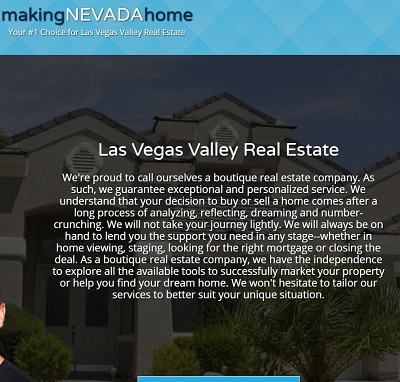 makingNEVADAhome
Your #1 Choice for Las Vegas Valley Real Estate
Las Vegas Valley Real Estate
We're proud to call ourselves a boutique real estate company. As
such, we guarantee exceptional and personalized service. We
understand that your decision to buy or sell a home comes after a
long process of analyzing, reflecting, dreaming and number-
crunching. We will not take your journey lightly. We will always be on
hand to lend you the support you need in any stage--whether in
home viewing, staging, looking for the right mortgage or closing the
deal. As a boutique real estate company, we have the independence
to explore all the available tools to successfully market your property
or help you find your dream home. We won't hesitate to tailor our
services to better suit your unique situation.